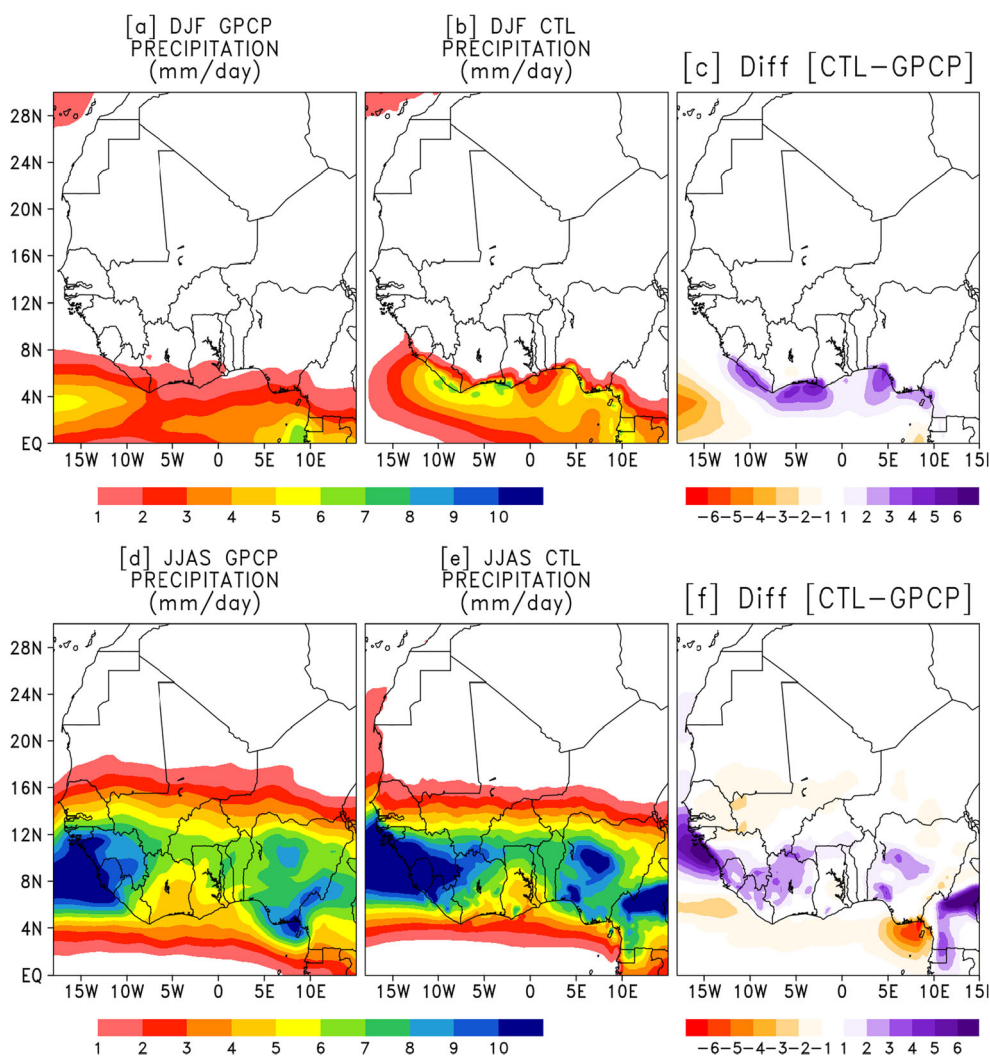 [a] DJF GPCP
PRECIPITATION
(mm/day)
[b] DJF CTL
PRECIPITATION
(mm/day)
[c] Diff [CTL−GPCP]
28N
24N
20N
16N
12N
8N
4N
EQ
15W 10W 5W 0 5E 10E
15W 10W 5W 0 5E 10E
15W 10W 5W 0 5E 10E 15E
1 2 3 4 5 6 7 8 9 10
−6−5−4−3−2−1 1 2 3 4 5 6
[d] JJAS GPCP
PRECIPITATION
(mm/day)
[e] JJAS CTL
PRECIPITATION
(mm/day)
[f] Diff [CTL−GPCP]
28N
24N
20N
16N
12N
8N
4N
EQ
15W 10W 5W 0 5E 10E
15W 10W 5W 0 5E 10E
15W 10W 5W 0 5E 10E 15E
1 2 3 4 5 6 7 8 9 10
−6−5−4−3−2−1 1 2 3 4 5 6